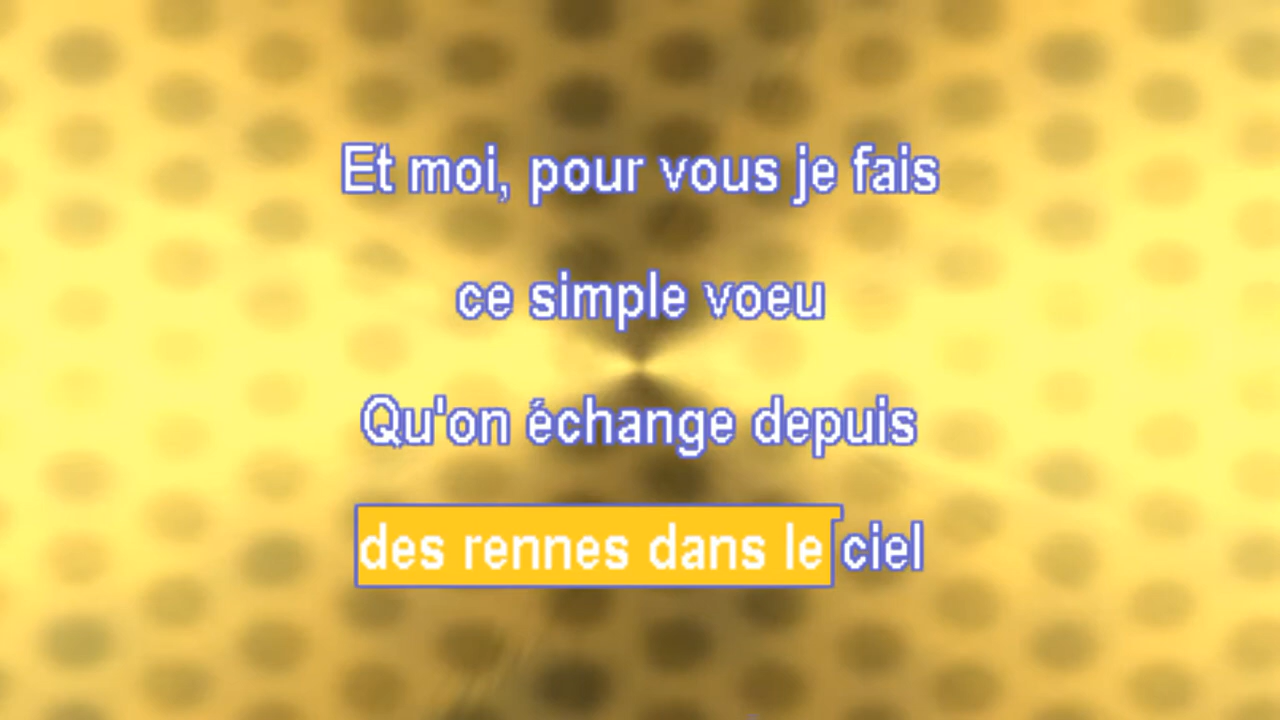 Et moi, pour vous je fais
ce simple voeu
Qu'on échange depuis
des rennes dans le ciel